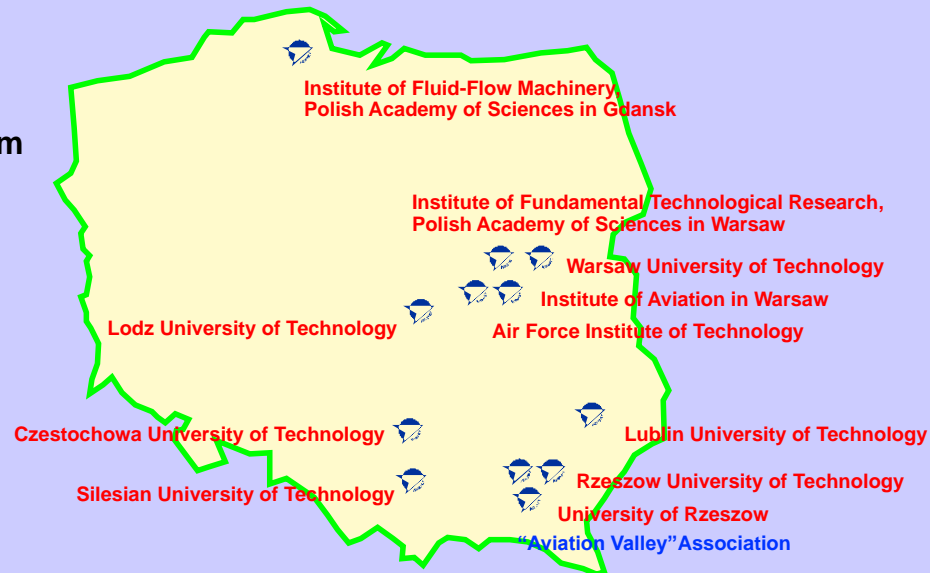 Institute of Fluid-Flow Machinery,
Polish Academy of Sciences in Gdansk
m
Institute of Fundamental Technological Research,
Polish Academy of Sciences in Warsaw
Warsaw University of Technology
Institute of Aviation in Warsaw
Lodz University of Technology
Air Force Institute of Technology
Czestochowa University of Technology
Lublin University of Technology
Silesian University of Technology
Rzeszow University of Technology
University of Rzeszow
“Aviation Valley”Association